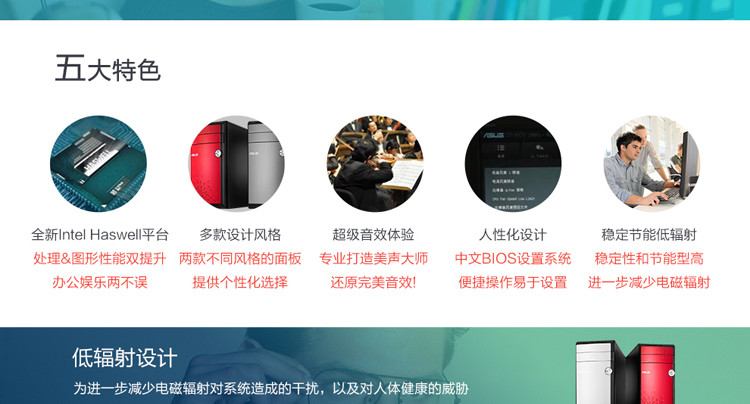 五大特色
HASWELL
ASUS
全新Intel Haswell平台
处理&图形性能双提升
办公娱乐两不误
多款设计风格
两款不同风格的面板
提供个性化选择
超级音效体验
专业打造美声大师
还原完美音效!
人性化设计
中文BIOS设置系统
便捷操作易于设置
稳定节能低辐射
稳定性和节能型高
进一步减少电磁辐射
低辐射设计
为进一步减少电磁辐射对系统造成的干扰，以及对人体健康的威胁